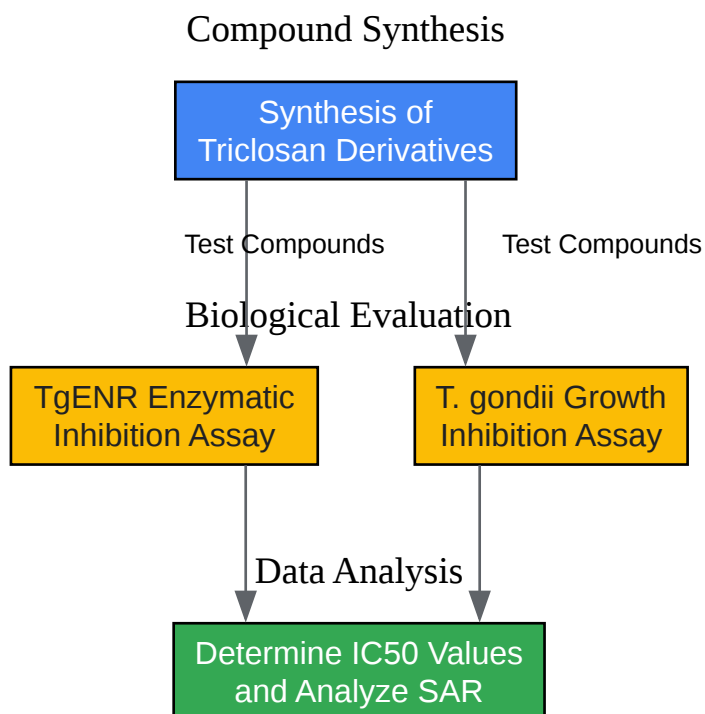 Compound Synthesis
Synthesis of
Triclosan Derivatives
Test Compounds
Test Compounds
Biological Evaluation
TgENR Enzymatic
Inhibition Assay
T. gondii Growth
Inhibition Assay
Data Analysis
Determine IC50 Values
and Analyze SAR